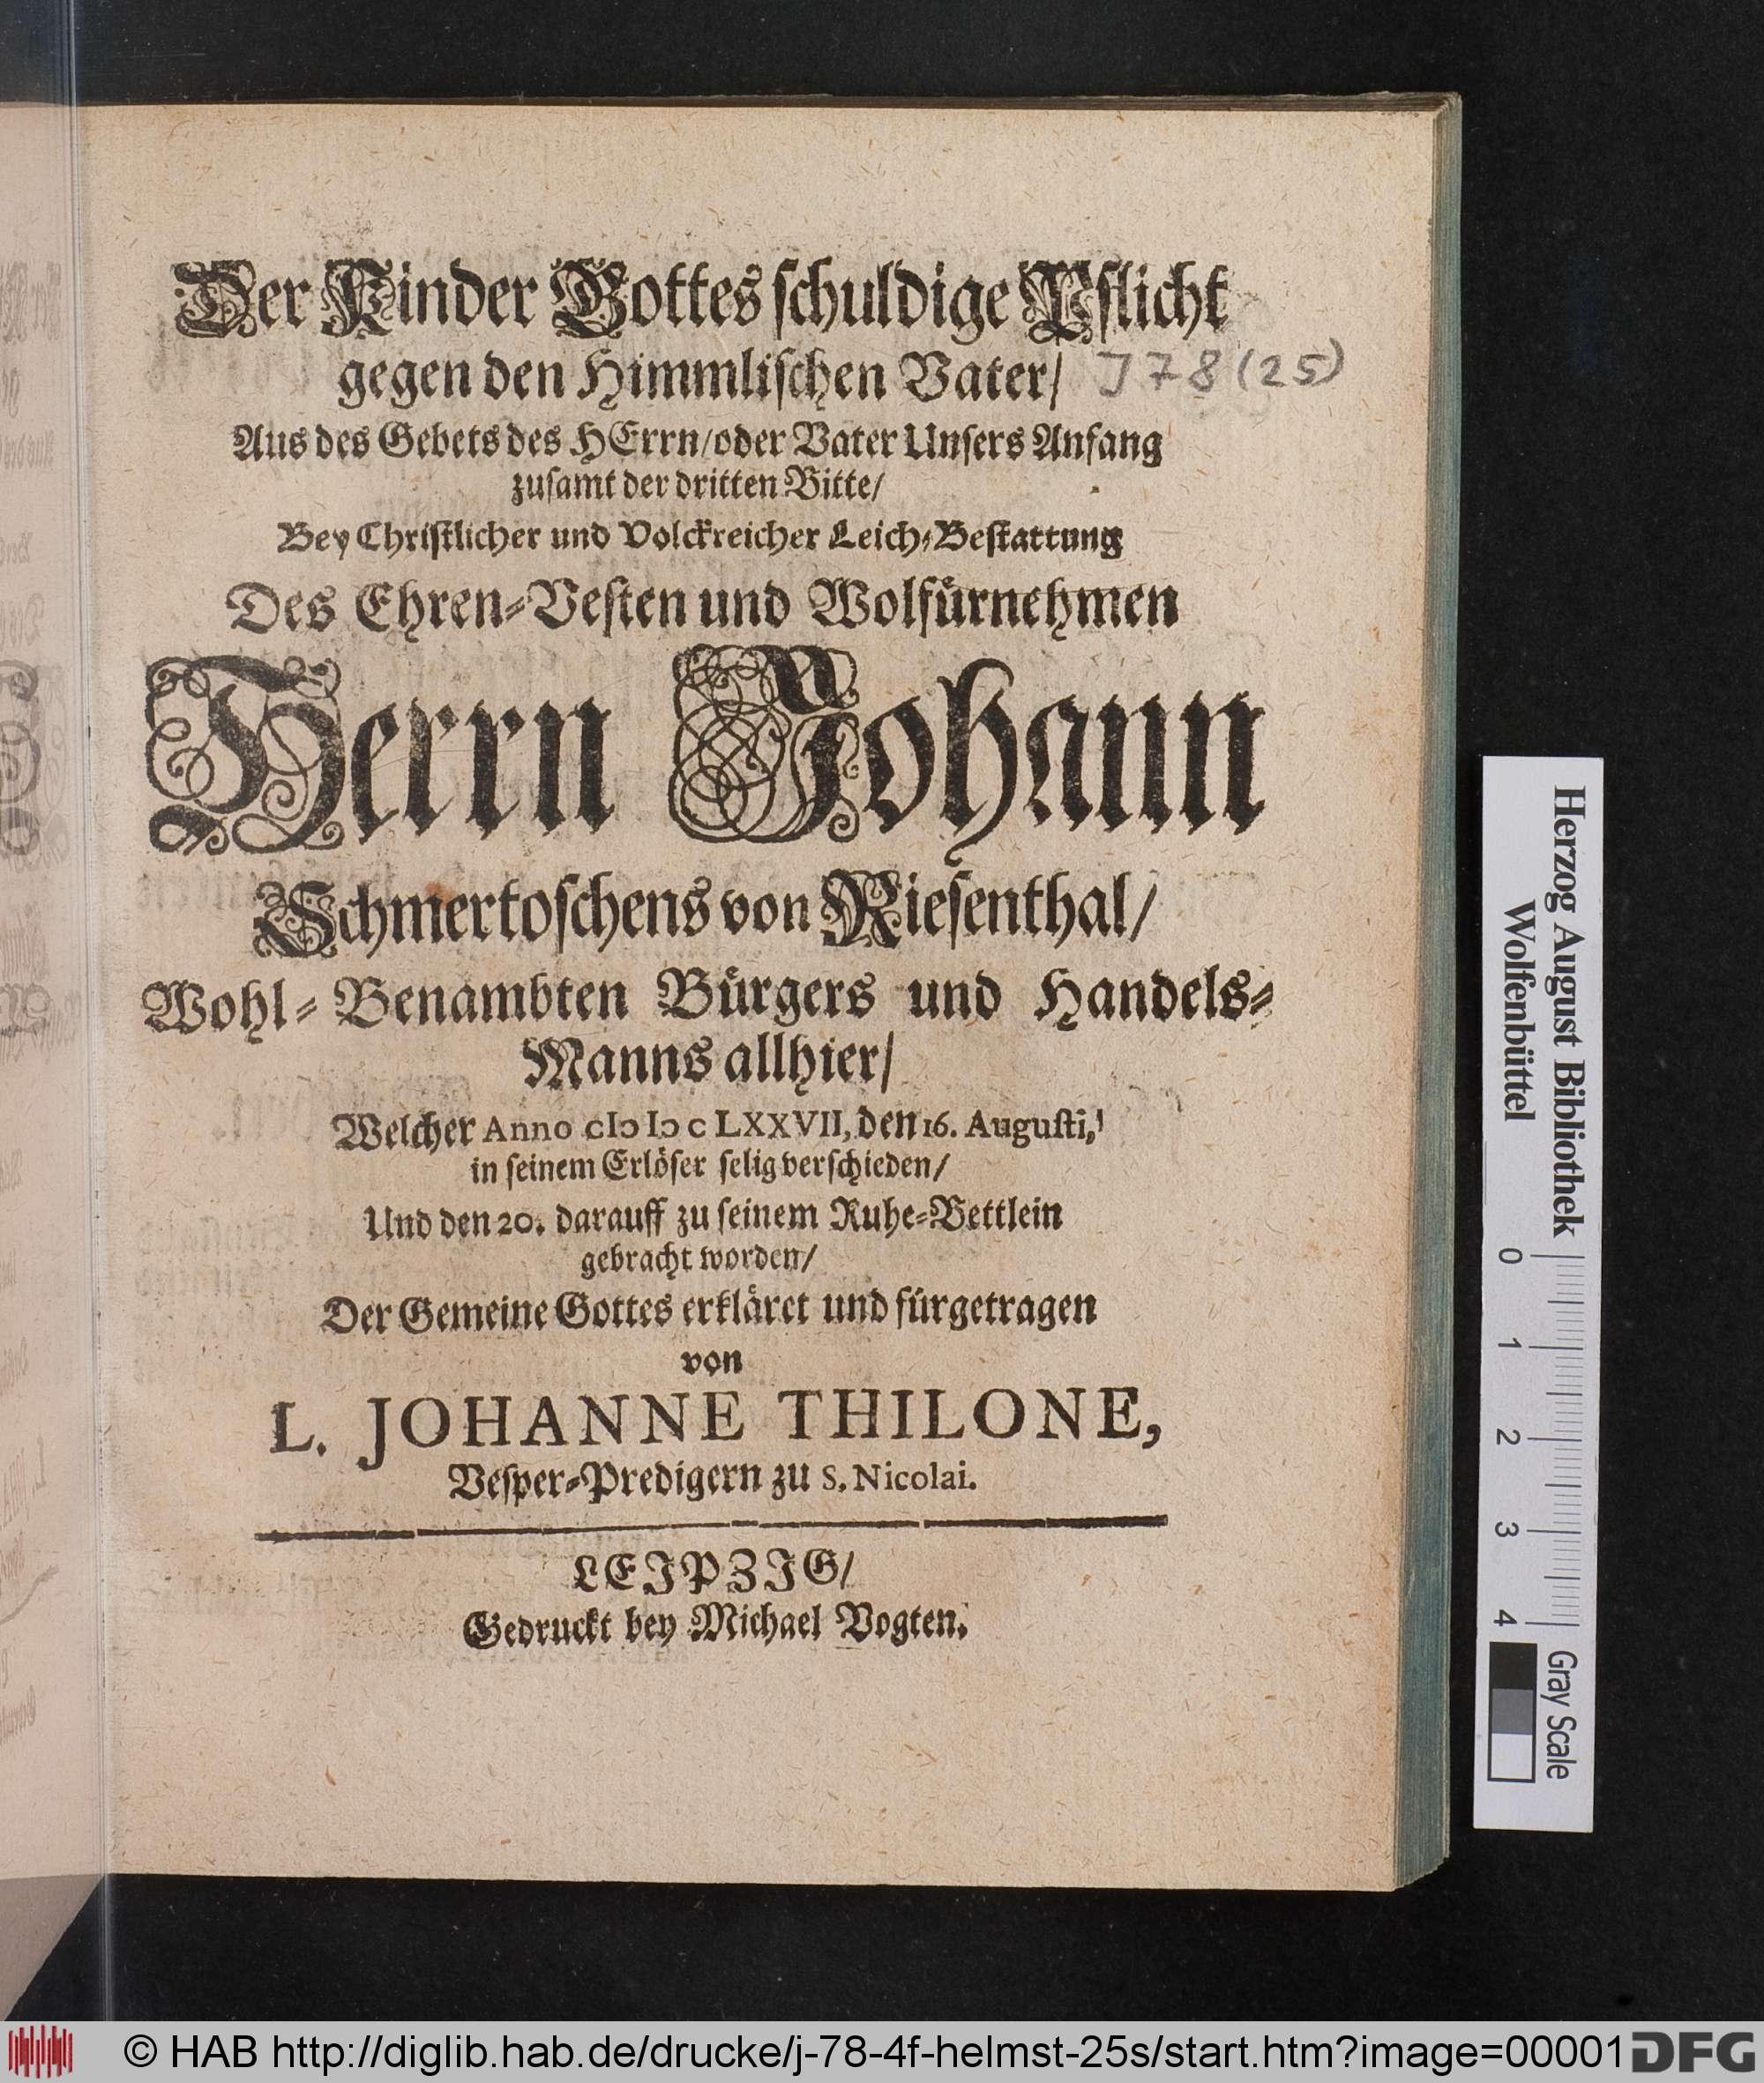 Der Kinder Gottes schuldige Pflicht
gegen den Himmlischen Vater/
J 78 (25)
Aus des Gebets des HErrn/oder Vater Unsers Anfang
zusamt der dritten Bitte/
Bey Christlicher und Volckreicher Leich-Bestattung
Des Ehren-Vesten und Wolfürnehmen
Herrn Johann
Schmertoschens von Riesenthal/
Wohl-Benambten Bürgers und Handels-
Manns allhier/
Welcher Anno cIɔ Iɔ c LXXVII, den 16. Augusti,
in seinem Erlöser selig verschieden/
Und den 20. darauff zu seinem Ruhe-Bettlein
gebracht worden/
Der Gemeine Gottes erkläret und fürgetragen
von
L. JOHANNE THILONE,
Vesper-Predigern zu S. Nicolai.
LEIPZIG/
Gedruckt bey Michael Vogten.
Herzog August Bibliothek
Wolfenbüttel
0 1 2 3 4
Gray Scale
© HAB http://diglib.hab.de/drucke/j-78-4f-helmst-25s/start.htm?image=00001
DFG